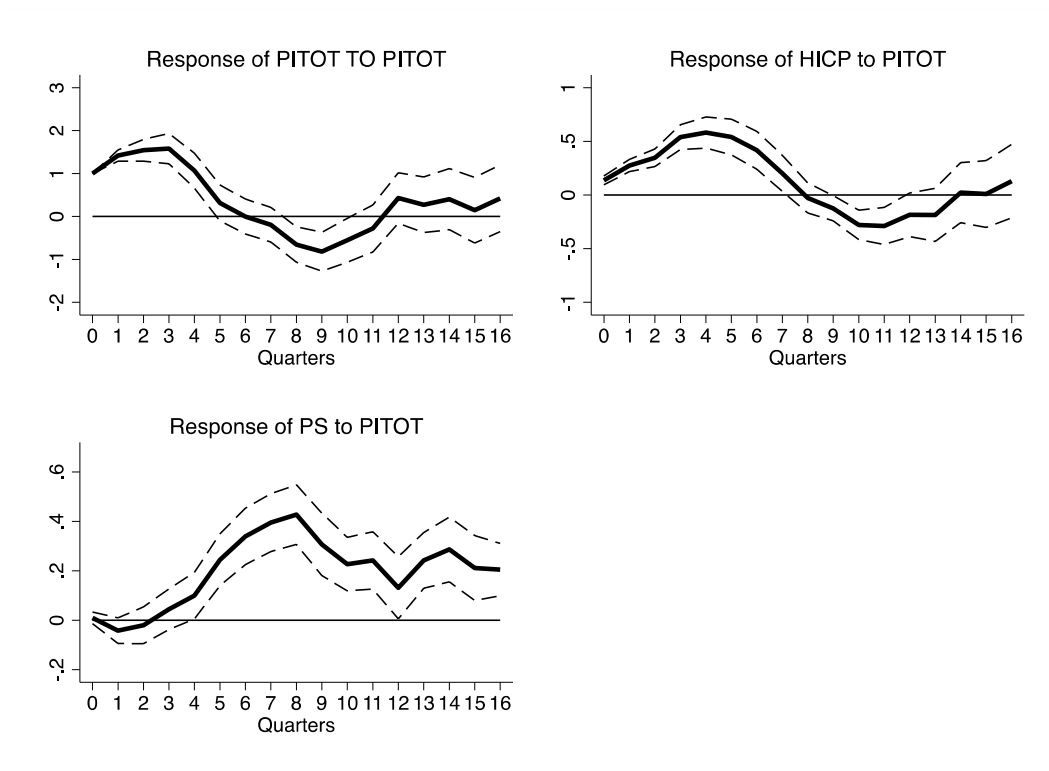 Response of PITOT TO PITOT
3
2
1
0
-1
-2
0 1 2 3 4 5 6 7 8 9 10 11 12 13 14 15 16
Quarters
Response of HICP to PITOT
1
.5
0
-.5
-1
0 1 2 3 4 5 6 7 8 9 10 11 12 13 14 15 16
Quarters
Response of PS to PITOT
.6
.4
.2
0
-.2
0 1 2 3 4 5 6 7 8 9 10 11 12 13 14 15 16
Quarters